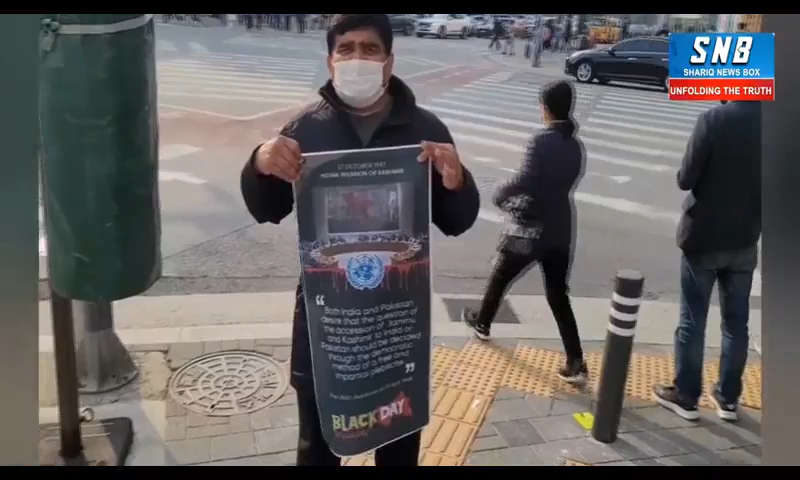 SNB
SHARIQ NEWS BOX
UNFOLDING THE TRUTH
27 OCTOBER 1947
INDIA INVASION OF KASHMIR
“
Both India and Pakistan
desire that the question of
the accession of Jammu
and Kashmir to India or
Pakistan should be decided
through the democratic
method of a free and
impartial plebiscite.
”
BLACK DAY